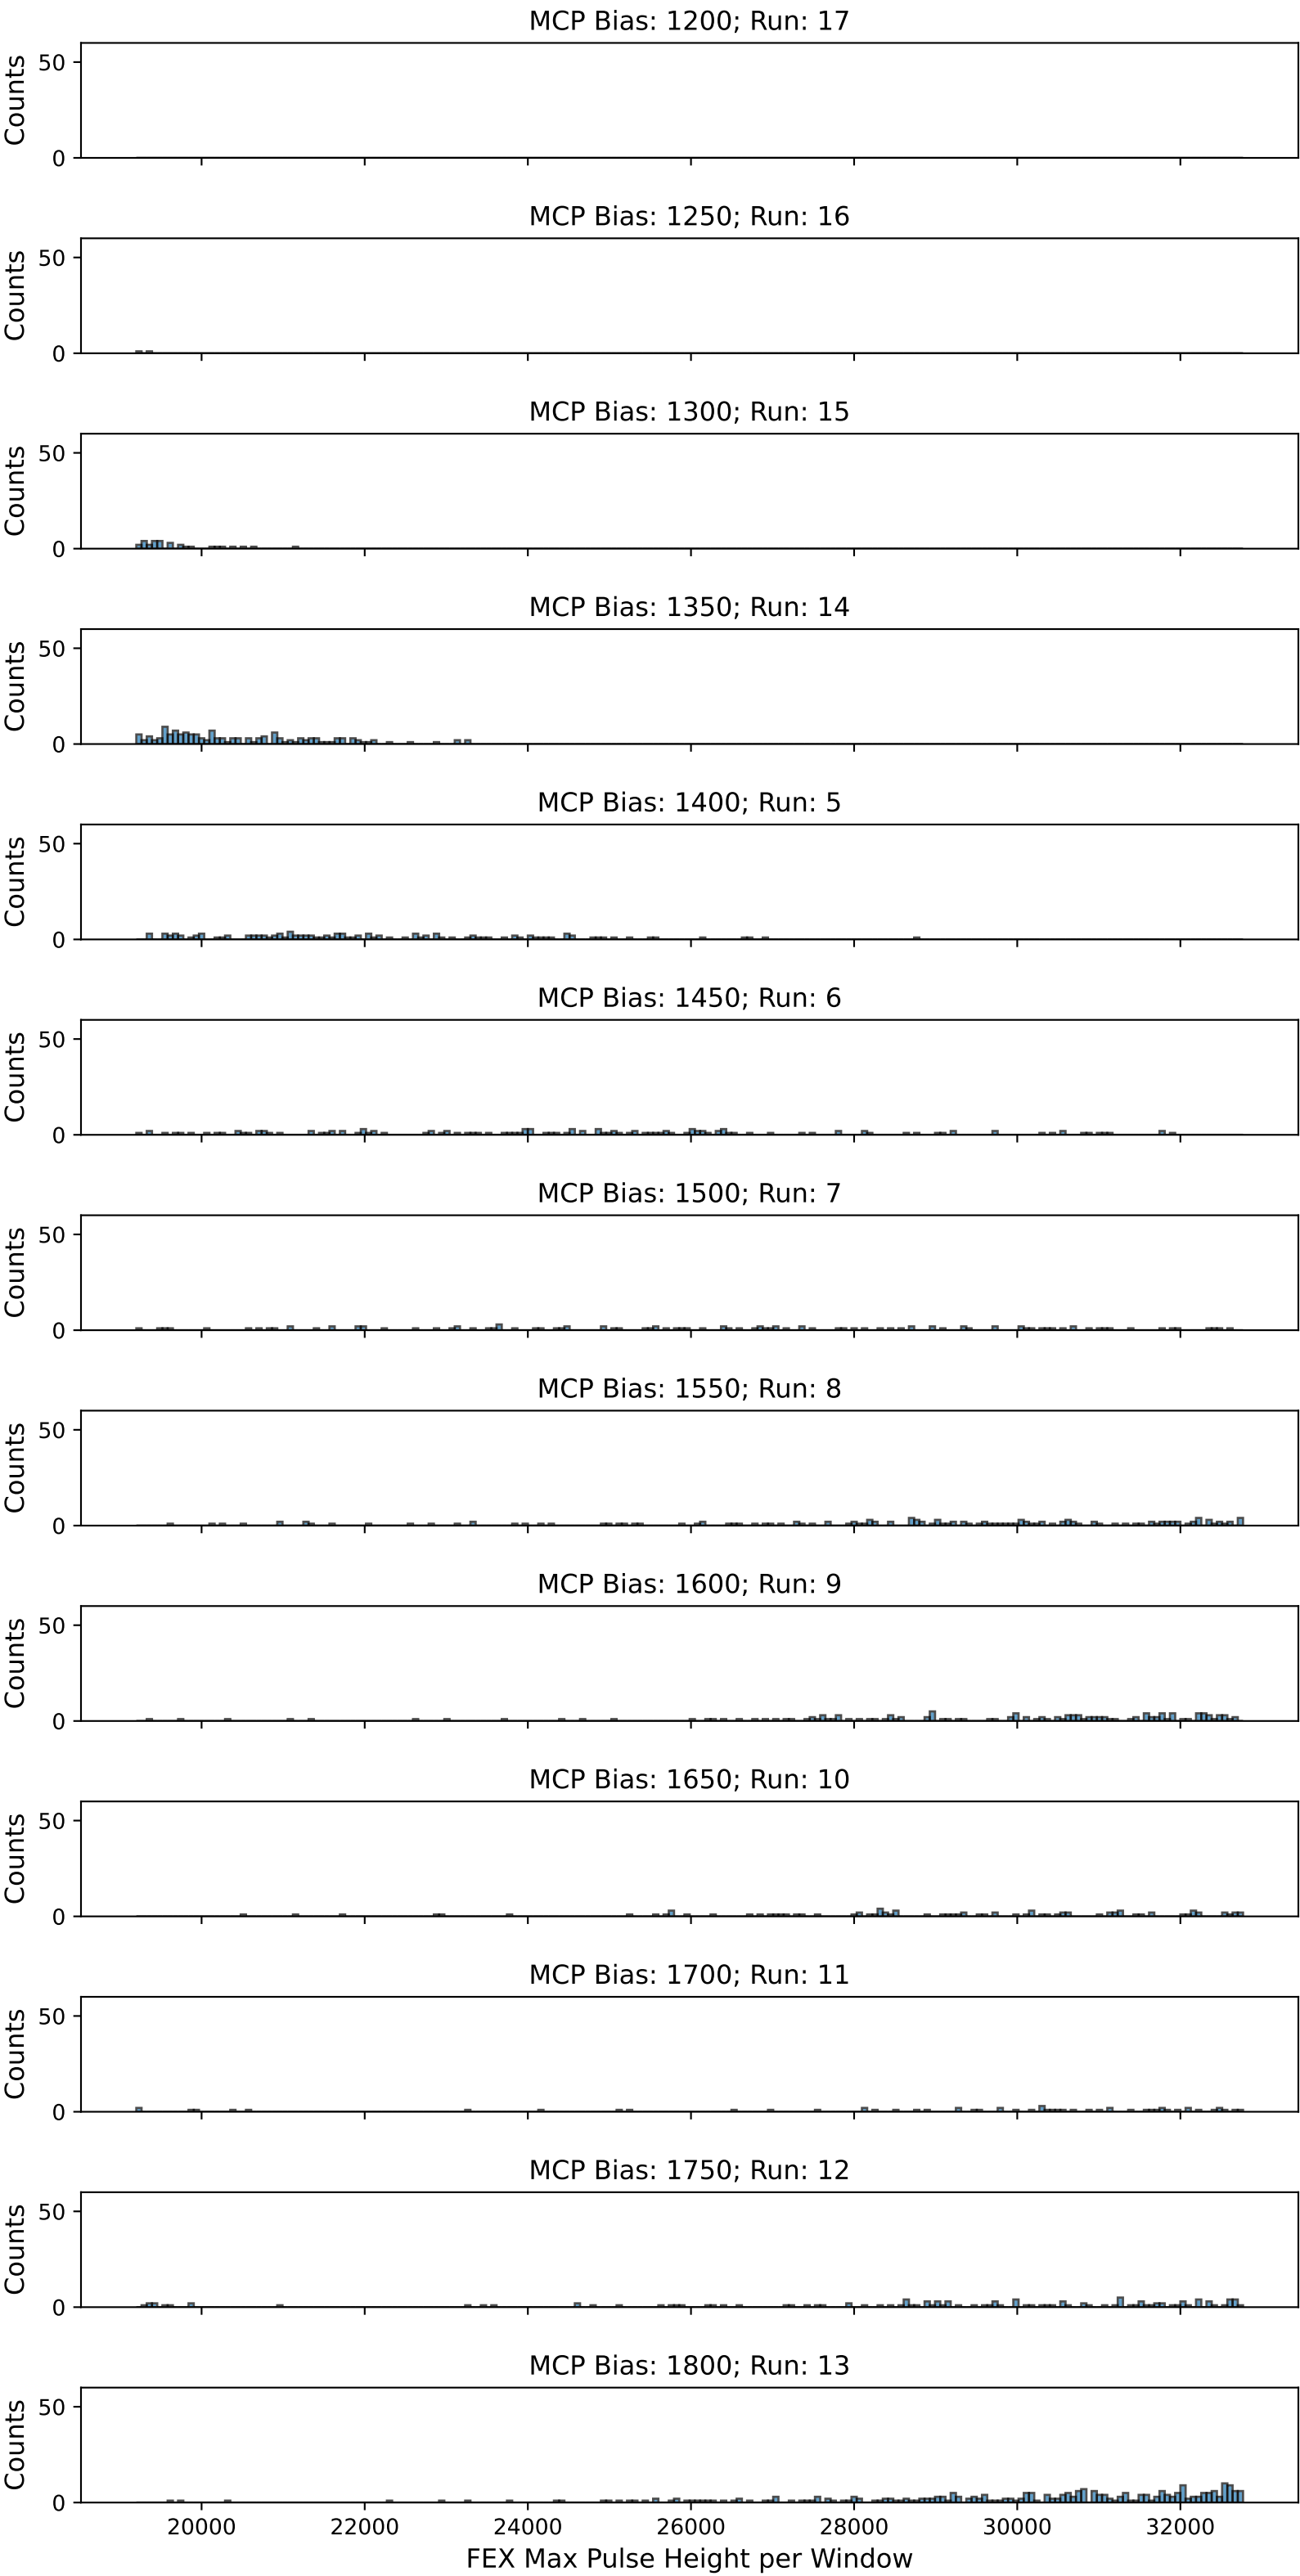 MCP Bias: 1200; Run: 17
Counts
50
0
MCP Bias: 1250; Run: 16
Counts
50
0
MCP Bias: 1300; Run: 15
Counts
50
0
MCP Bias: 1350; Run: 14
Counts
50
0
MCP Bias: 1400; Run: 5
Counts
50
0
MCP Bias: 1450; Run: 6
Counts
50
0
MCP Bias: 1500; Run: 7
Counts
50
0
MCP Bias: 1550; Run: 8
Counts
50
0
MCP Bias: 1600; Run: 9
Counts
50
0
MCP Bias: 1650; Run: 10
Counts
50
0
MCP Bias: 1700; Run: 11
Counts
50
0
MCP Bias: 1750; Run: 12
Counts
50
0
MCP Bias: 1800; Run: 13
Counts
50
0
20000 22000 24000 26000 28000 30000 32000
FEX Max Pulse Height per Window